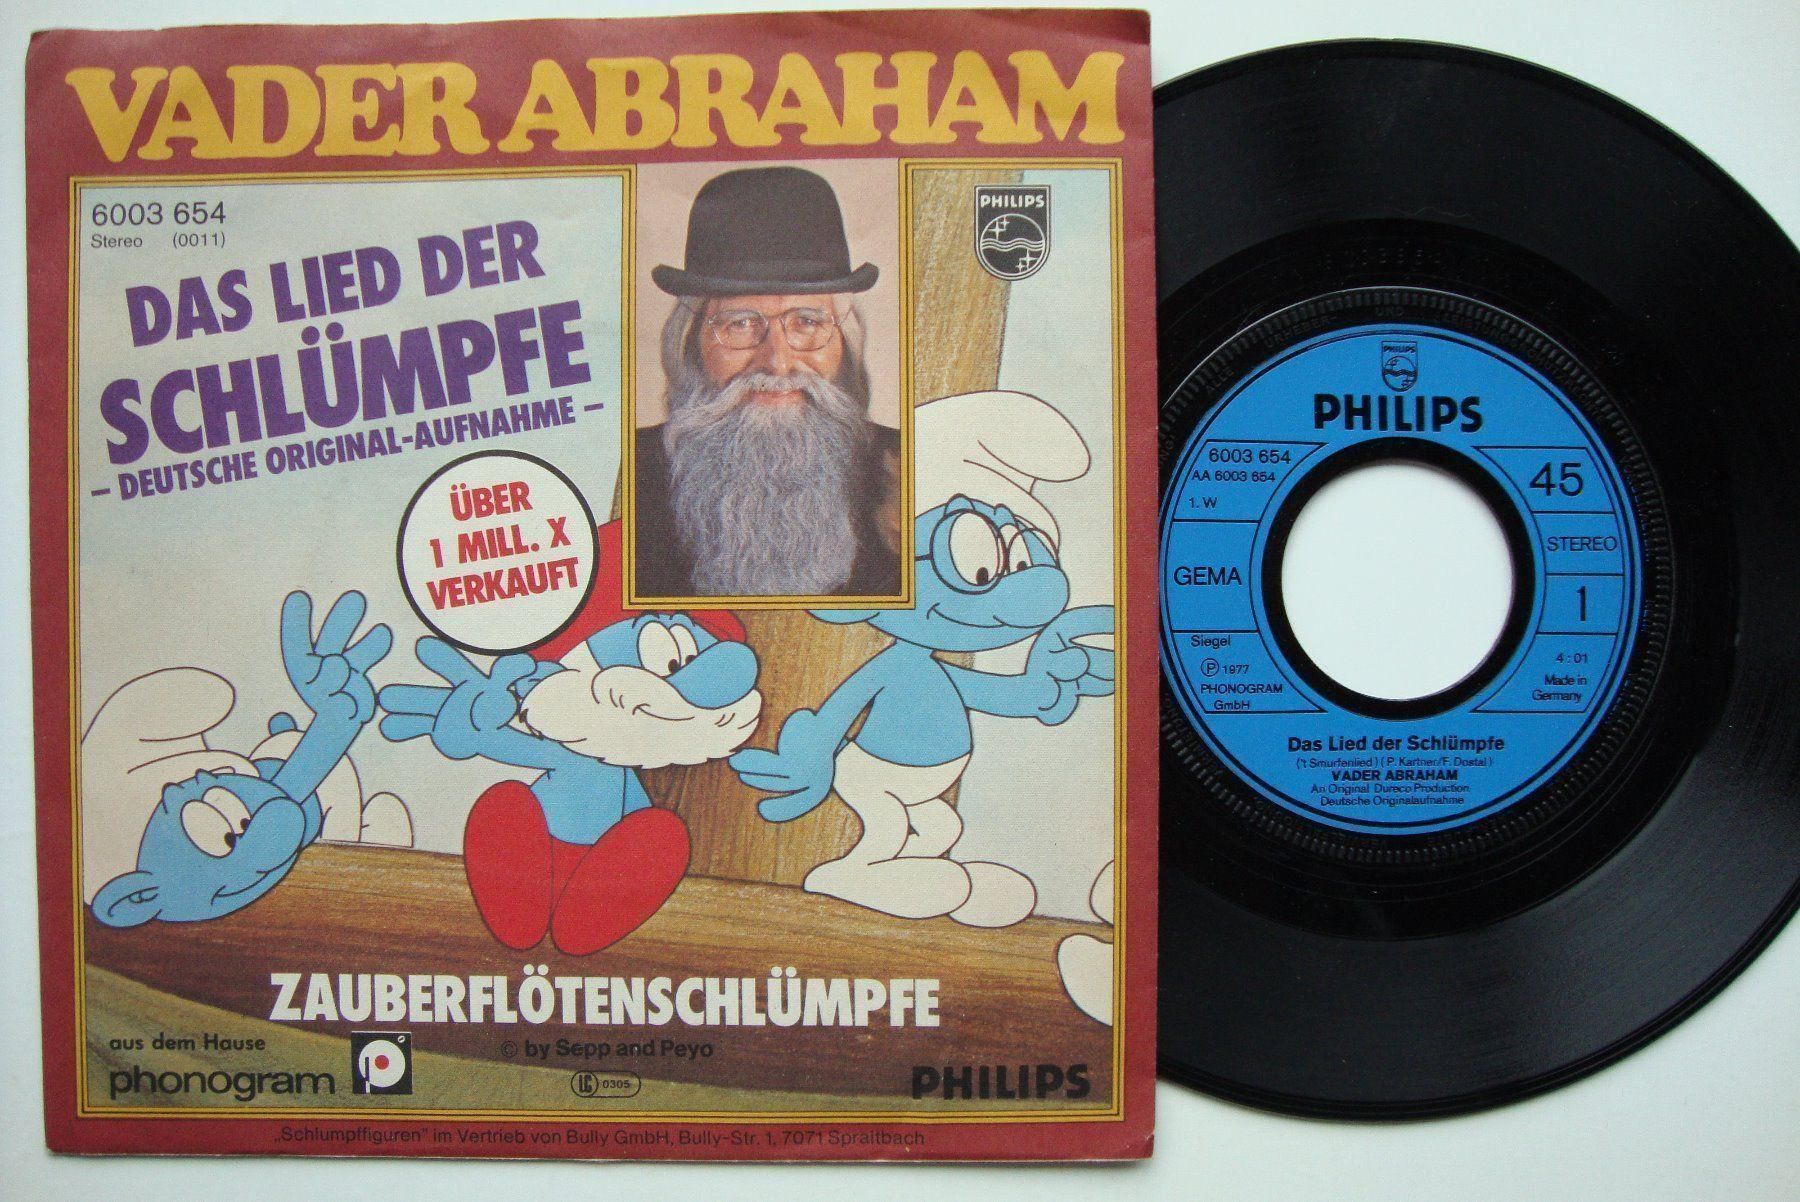 VADER ABRAHAM
6003 654
Stereo (0011)
DAS LIED DER
SCHLÜMPFE
– DEUTSCHE ORIGINAL-AUFNAHME –
ÜBER
1 MILL. X
VERKAUFT
PHILIPS
ZAUBERFLÖTENSCHLÜMPFE
aus dem Hause
phonogram
p
© by Sepp and Peyo
LC 0305
PHILIPS
„Schlumpffiguren" im Vertrieb von Bully GmbH, Bully-Str. 1, 7071 Spraitbach
PHILIPS
PHILIPS
6003 654
AA 6003 654
1. W
GEMA
Siegel
Ⓟ 1977
PHONOGRAM
GmbH
45
STEREO
1
4:01
Made in
Germany
Das Lied der Schlümpfe
('t Smurfenlied) (P. Kartner/F. Dostal)
VADER ABRAHAM
An Original Dureco Production
Deutsche Originalaufnahme